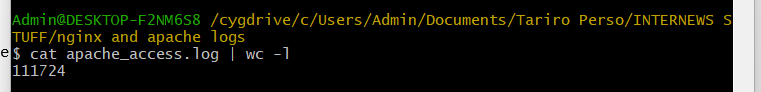 Admin@DESKTOP-F2NM6S8 /cygdrive/c/Users/Admin/Documents/Tariro Perso/INTERNEWS S
TUFF/nginx and apache logs
e
$ cat apache_access.log | wc -l
111724